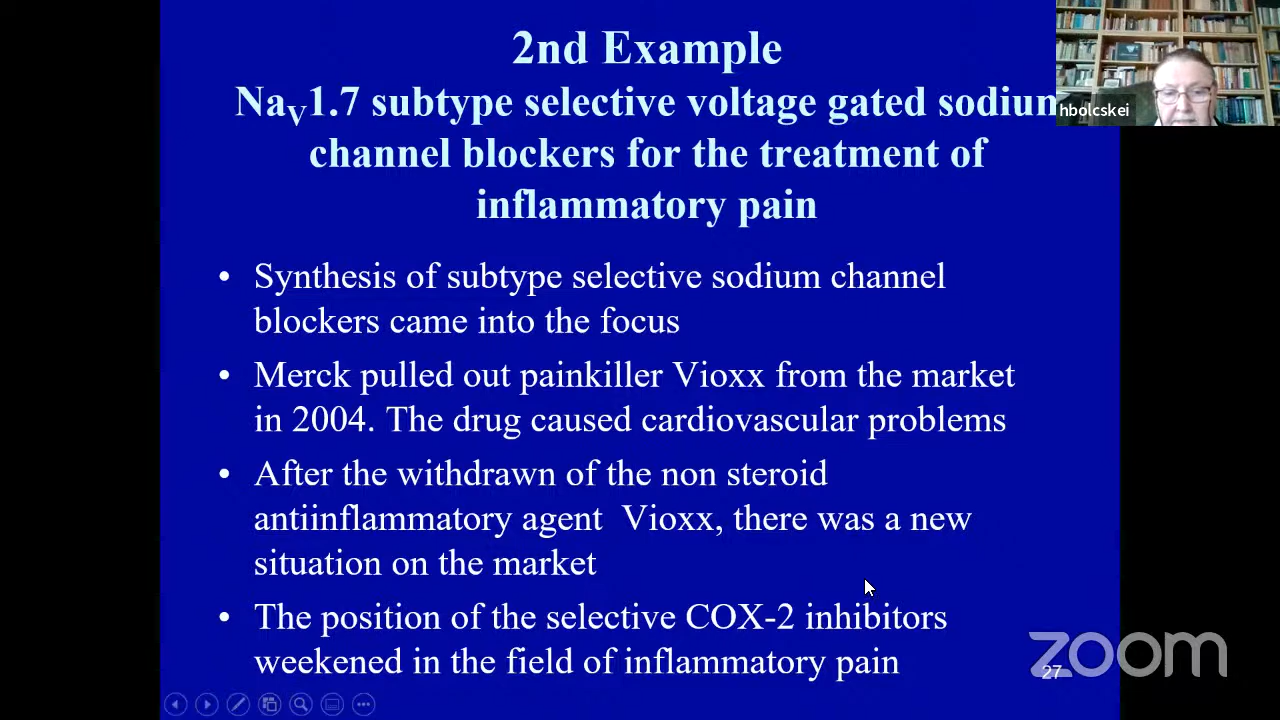 2nd Example
NaV1.7 subtype selective voltage gated sodium
channel blockers for the treatment of
inflammatory pain
hbolcskei
• Synthesis of subtype selective sodium channel
blockers came into the focus
• Merck pulled out painkiller Vioxx from the market
in 2004. The drug caused cardiovascular problems
• After the withdrawn of the non steroid
antiinflammatory agent Vioxx, there was a new
situation on the market
• The position of the selective COX-2 inhibitors
weekened in the field of inflammatory pain
zoom
27